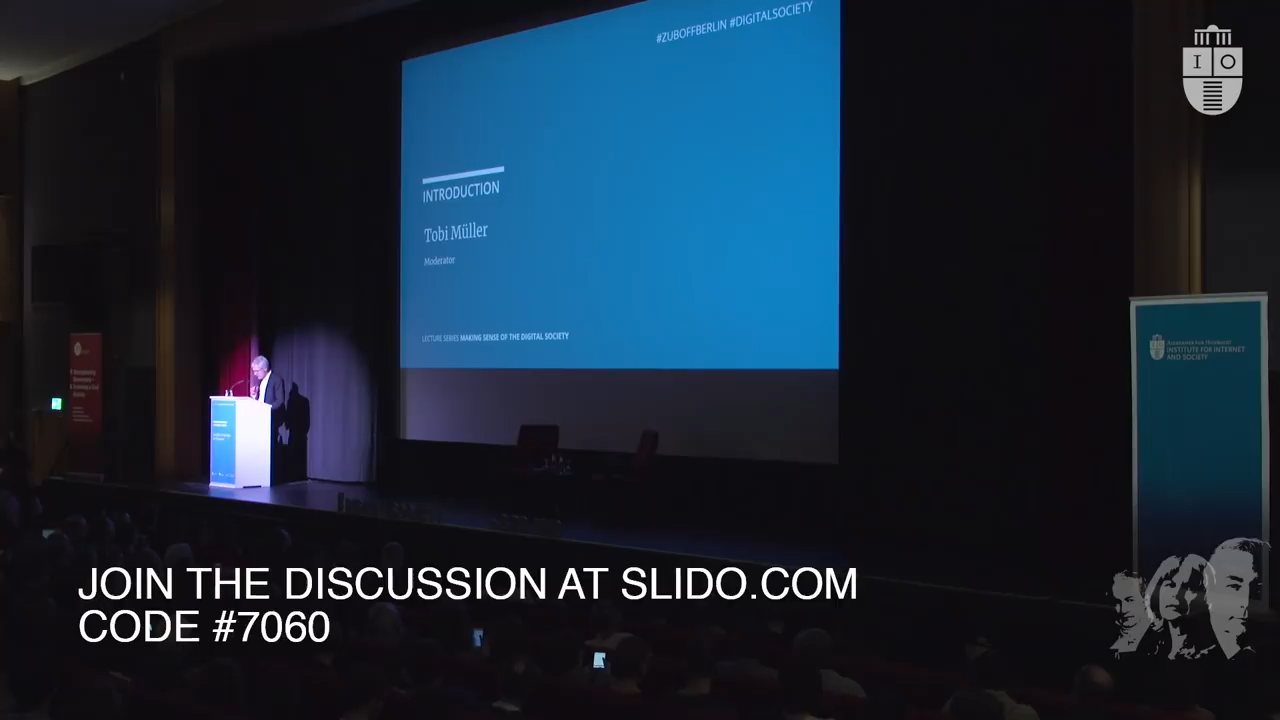 #ZUBOFFBERLIN #DIGITALSOCIETY
I O
INTRODUCTION
Tobi Müller
Moderator
LECTURE SERIES MAKING SENSE OF THE DIGITAL SOCIETY
INSTITUTE FOR INTERNET
AND SOCIETY
JOIN THE DISCUSSION AT SLIDO.COM
CODE #7060